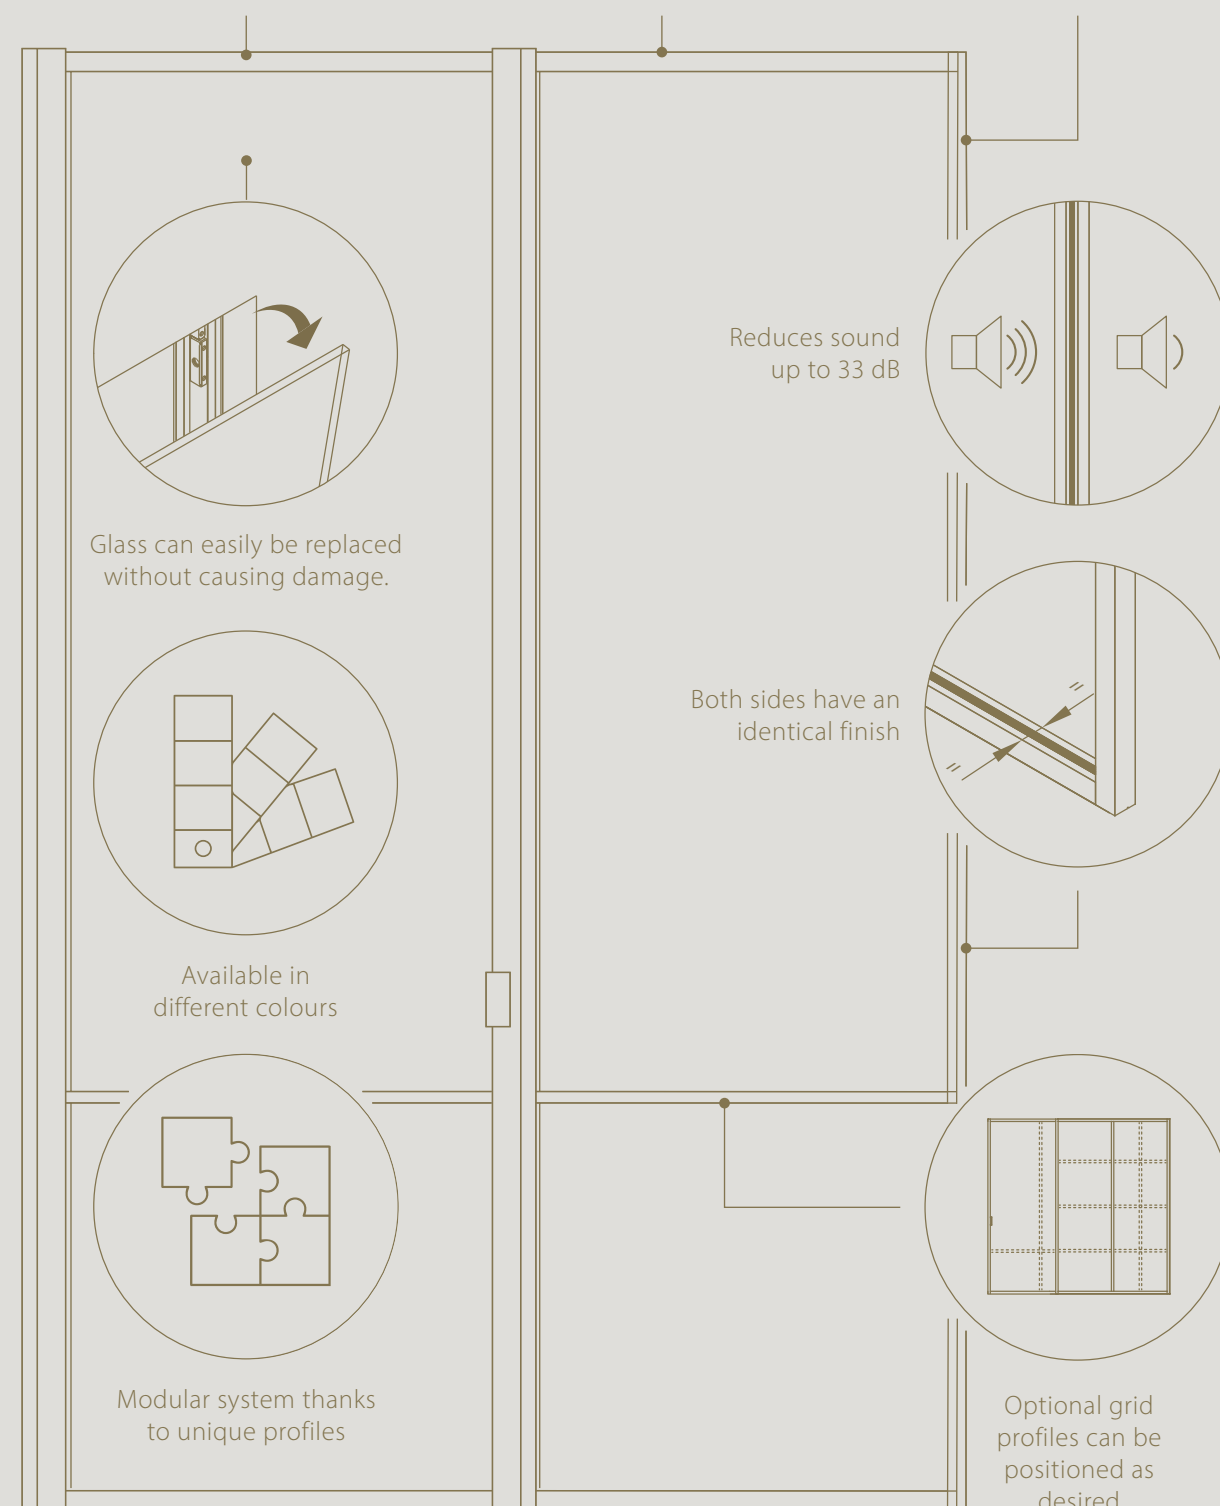 Reduces sound
up to 33 dB
Glass can easily be replaced
without causing damage.
Both sides have an
identical finish
Available in
different colours
Modular system thanks
to unique profiles
Optional grid
profiles can be
positioned as
desired